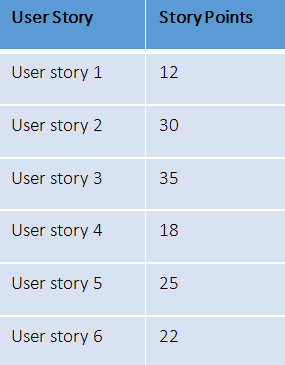 User Story Story Points
User story 1 12
User story 2 30
User story 3 35
User story 4 18
User story 5 25
User story 6 22